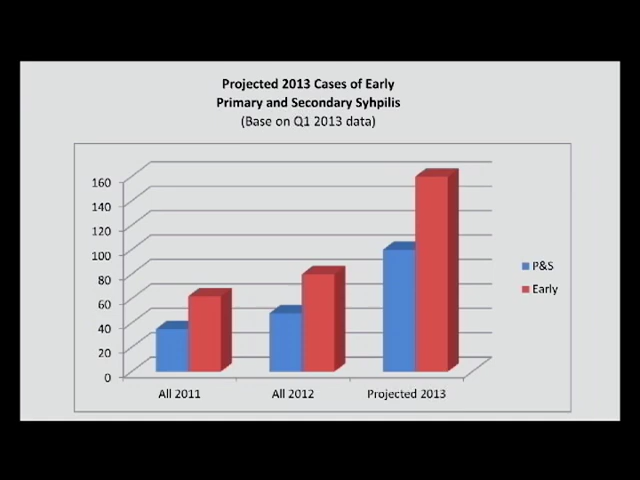 Projected 2013 Cases of Early
Primary and Secondary Syhpilis
(Base on Q1 2013 data)
160
140
120
100
80
60
40
20
0
All 2011
All 2012
Projected 2013
P&S
Early